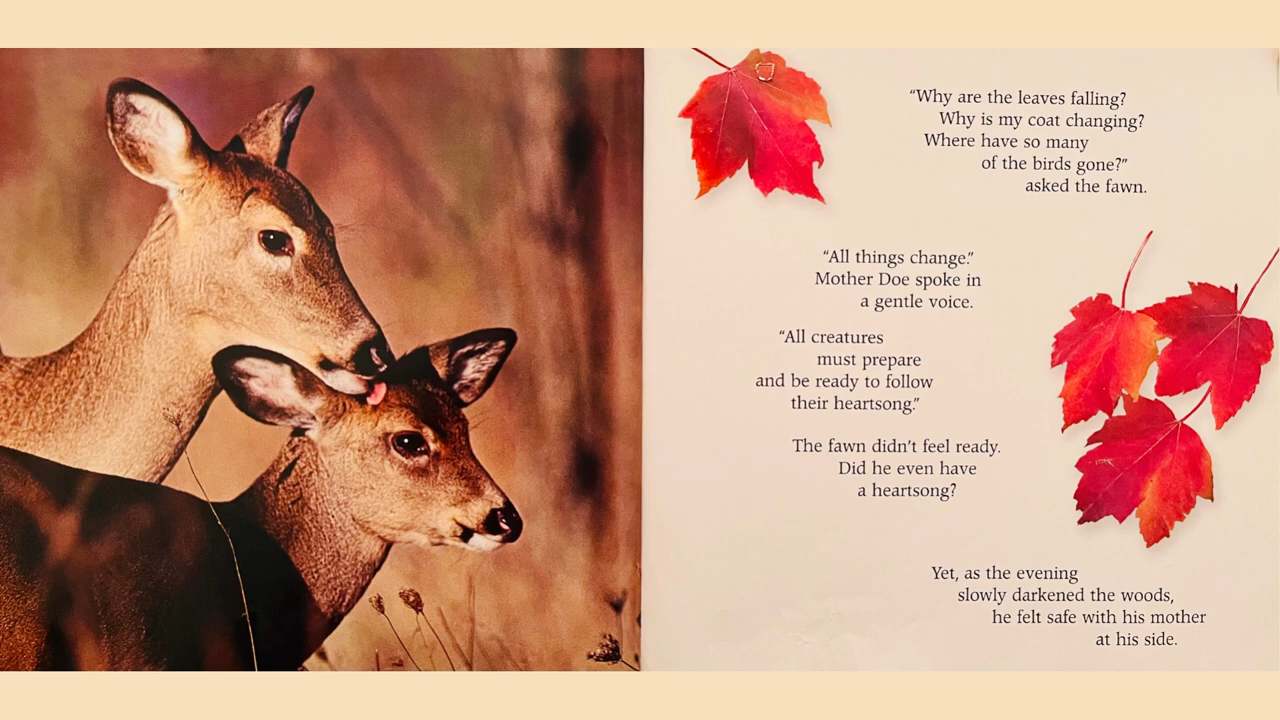 “Why are the leaves falling?
Why is my coat changing?
Where have so many
of the birds gone?”
asked the fawn.
“All things change.”
Mother Doe spoke in
a gentle voice.
“All creatures
must prepare
and be ready to follow
their heartsong.”
The fawn didn’t feel ready.
Did he even have
a heartsong?
Yet, as the evening
slowly darkened the woods,
he felt safe with his mother
at his side.